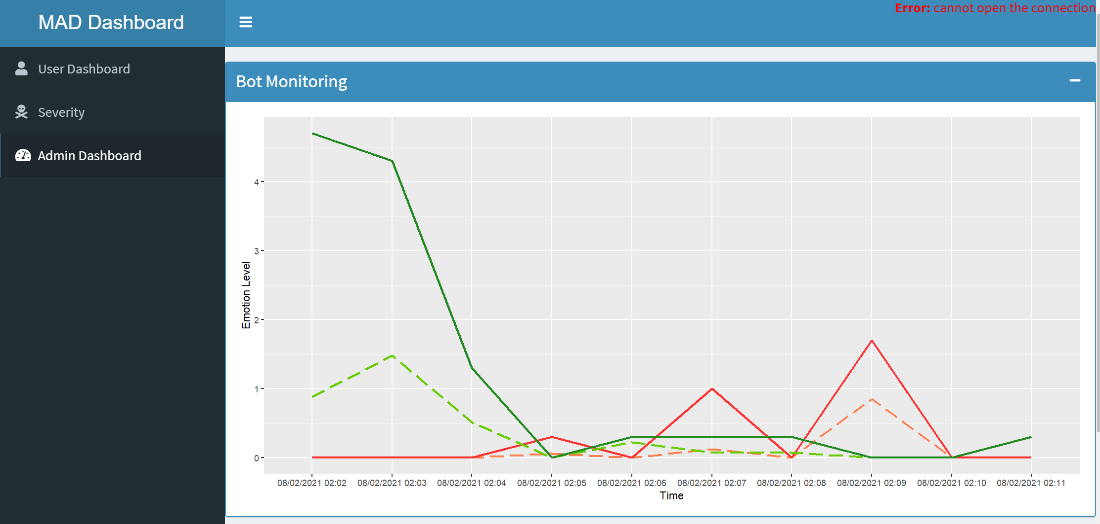 MAD Dashboard
Error: cannot open the connection
User Dashboard
Severity
Admin Dashboard
Bot Monitoring
Emotion Level
4
3
2
1
0
08/02/2021 02:02 08/02/2021 02:03 08/02/2021 02:04 08/02/2021 02:05 08/02/2021 02:06 08/02/2021 02:07 08/02/2021 02:08 08/02/2021 02:09 08/02/2021 02:10 08/02/2021 02:11
Time